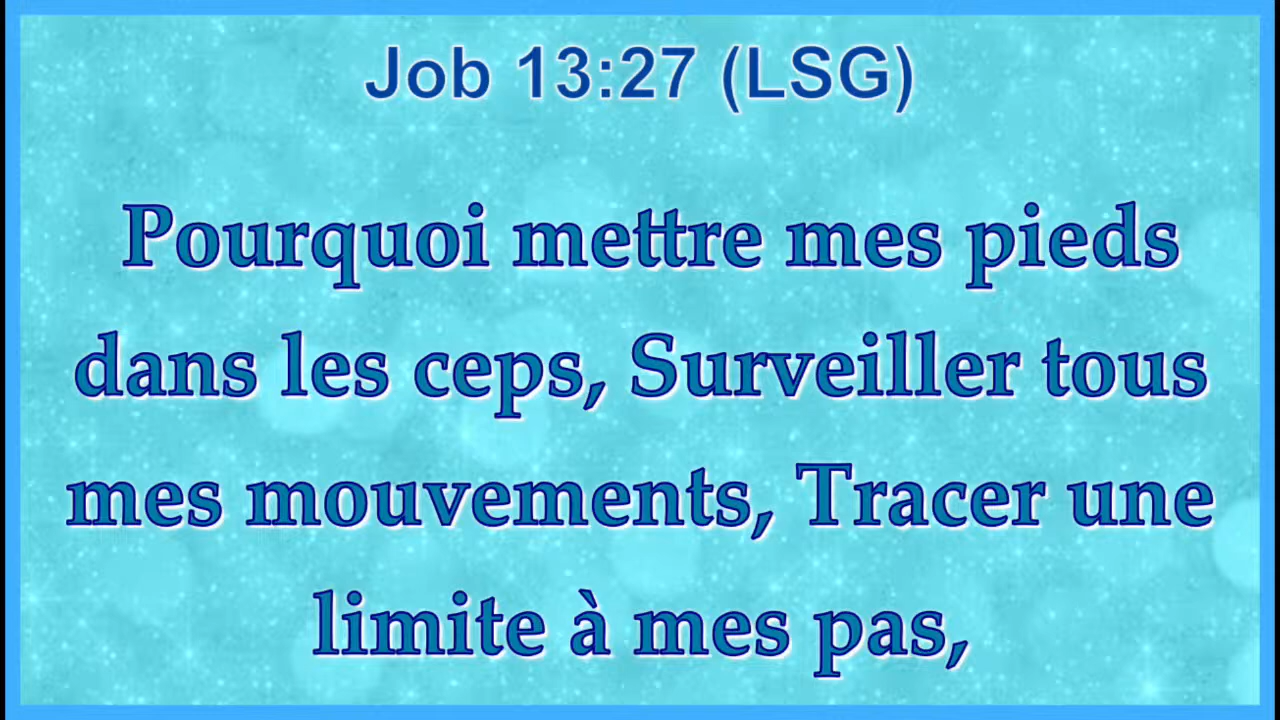 Job 13:27 (LSG)
Pourquoi mettre mes pieds
dans les ceps, Surveiller tous
mes mouvements, Tracer une
limite à mes pas,